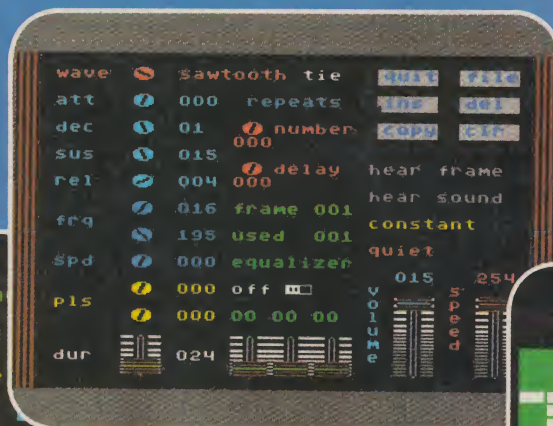 wave sawtooth tie quit file
att 000 repeats ins del
dec 01 number copy clr
000
sus 015 delay hear frame
rel 004 000
hear sound
frq 016 frame 001 constant
195 used 001 quiet
spd 000 equalizer
015 254
pls 000 off
000 00 00 00
volume speed
dur 024